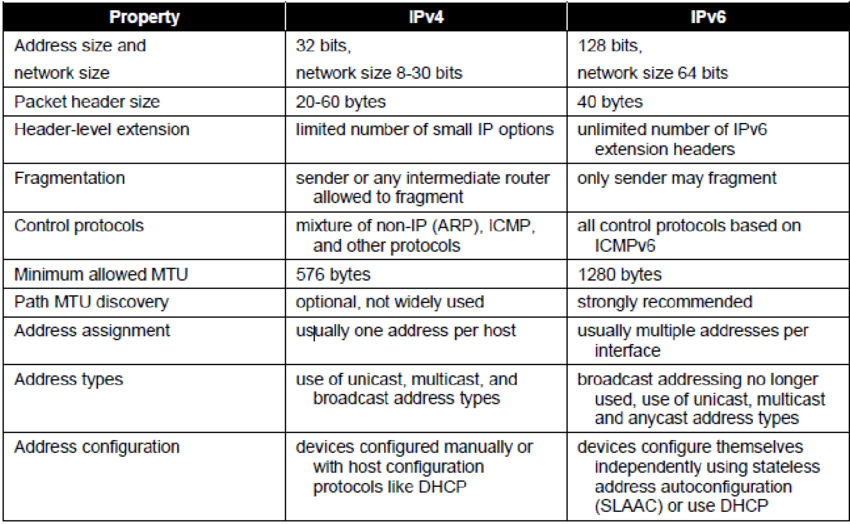 Property IPv4 IPv6
Address size and 32 bits, 128 bits,
network size network size 8-30 bits network size 64 bits
Packet header size 20-60 bytes 40 bytes
Header-level extension limited number of small IP options unlimited number of IPv6
extension headers
Fragmentation sender or any intermediate router only sender may fragment
allowed to fragment
Control protocols mixture of non-IP (ARP), ICMP, all control protocols based on
and other protocols ICMPv6
Minimum allowed MTU 576 bytes 1280 bytes
Path MTU discovery optional, not widely used strongly recommended
Address assignment usually one address per host usually multiple addresses per
interface
Address types use of unicast, multicast, and broadcast addressing no longer
broadcast address types used, use of unicast, multicast
and anycast address types
Address configuration devices configured manually or devices configure themselves
with host configuration independently using stateless
protocols like DHCP address autoconfiguration
(SLAAC) or use DHCP